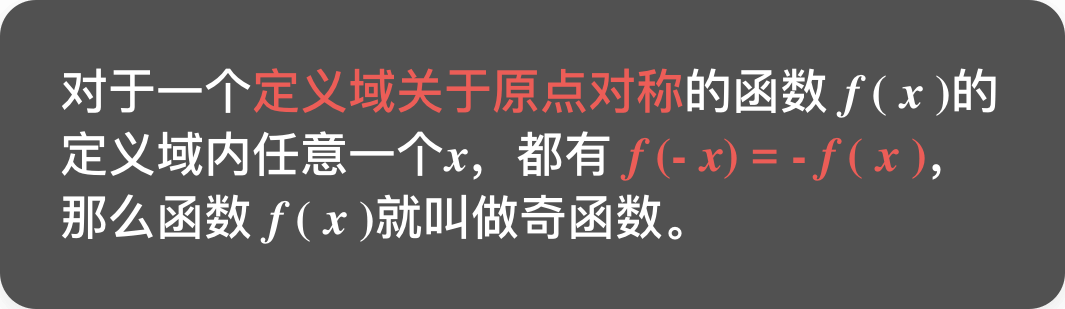 对于一个定义域关于原点对称的函数 f ( x )的
定义域内任意一个x，都有 f (- x) = - f ( x )，
那么函数 f ( x )就叫做奇函数。